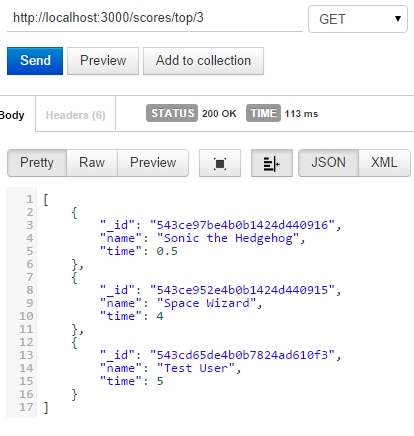 http://localhost:3000/scores/top/3 GET
Send Preview Add to collection
Body Headers (6) STATUS 200 OK TIME 113 ms
Pretty Raw Preview JSON XML
1 [
2 {
3 "_id": "543ce97be4b0b1424d440916",
4 "name": "Sonic the Hedgehog",
5 "time": 0.5
6 },
7 {
8 "_id": "543ce952e4b0b1424d440915",
9 "name": "Space Wizard",
10 "time": 4
11 },
12 {
13 "_id": "543cd65de4b0b7824ad610f3",
14 "name": "Test User",
15 "time": 5
16 }
17 ]